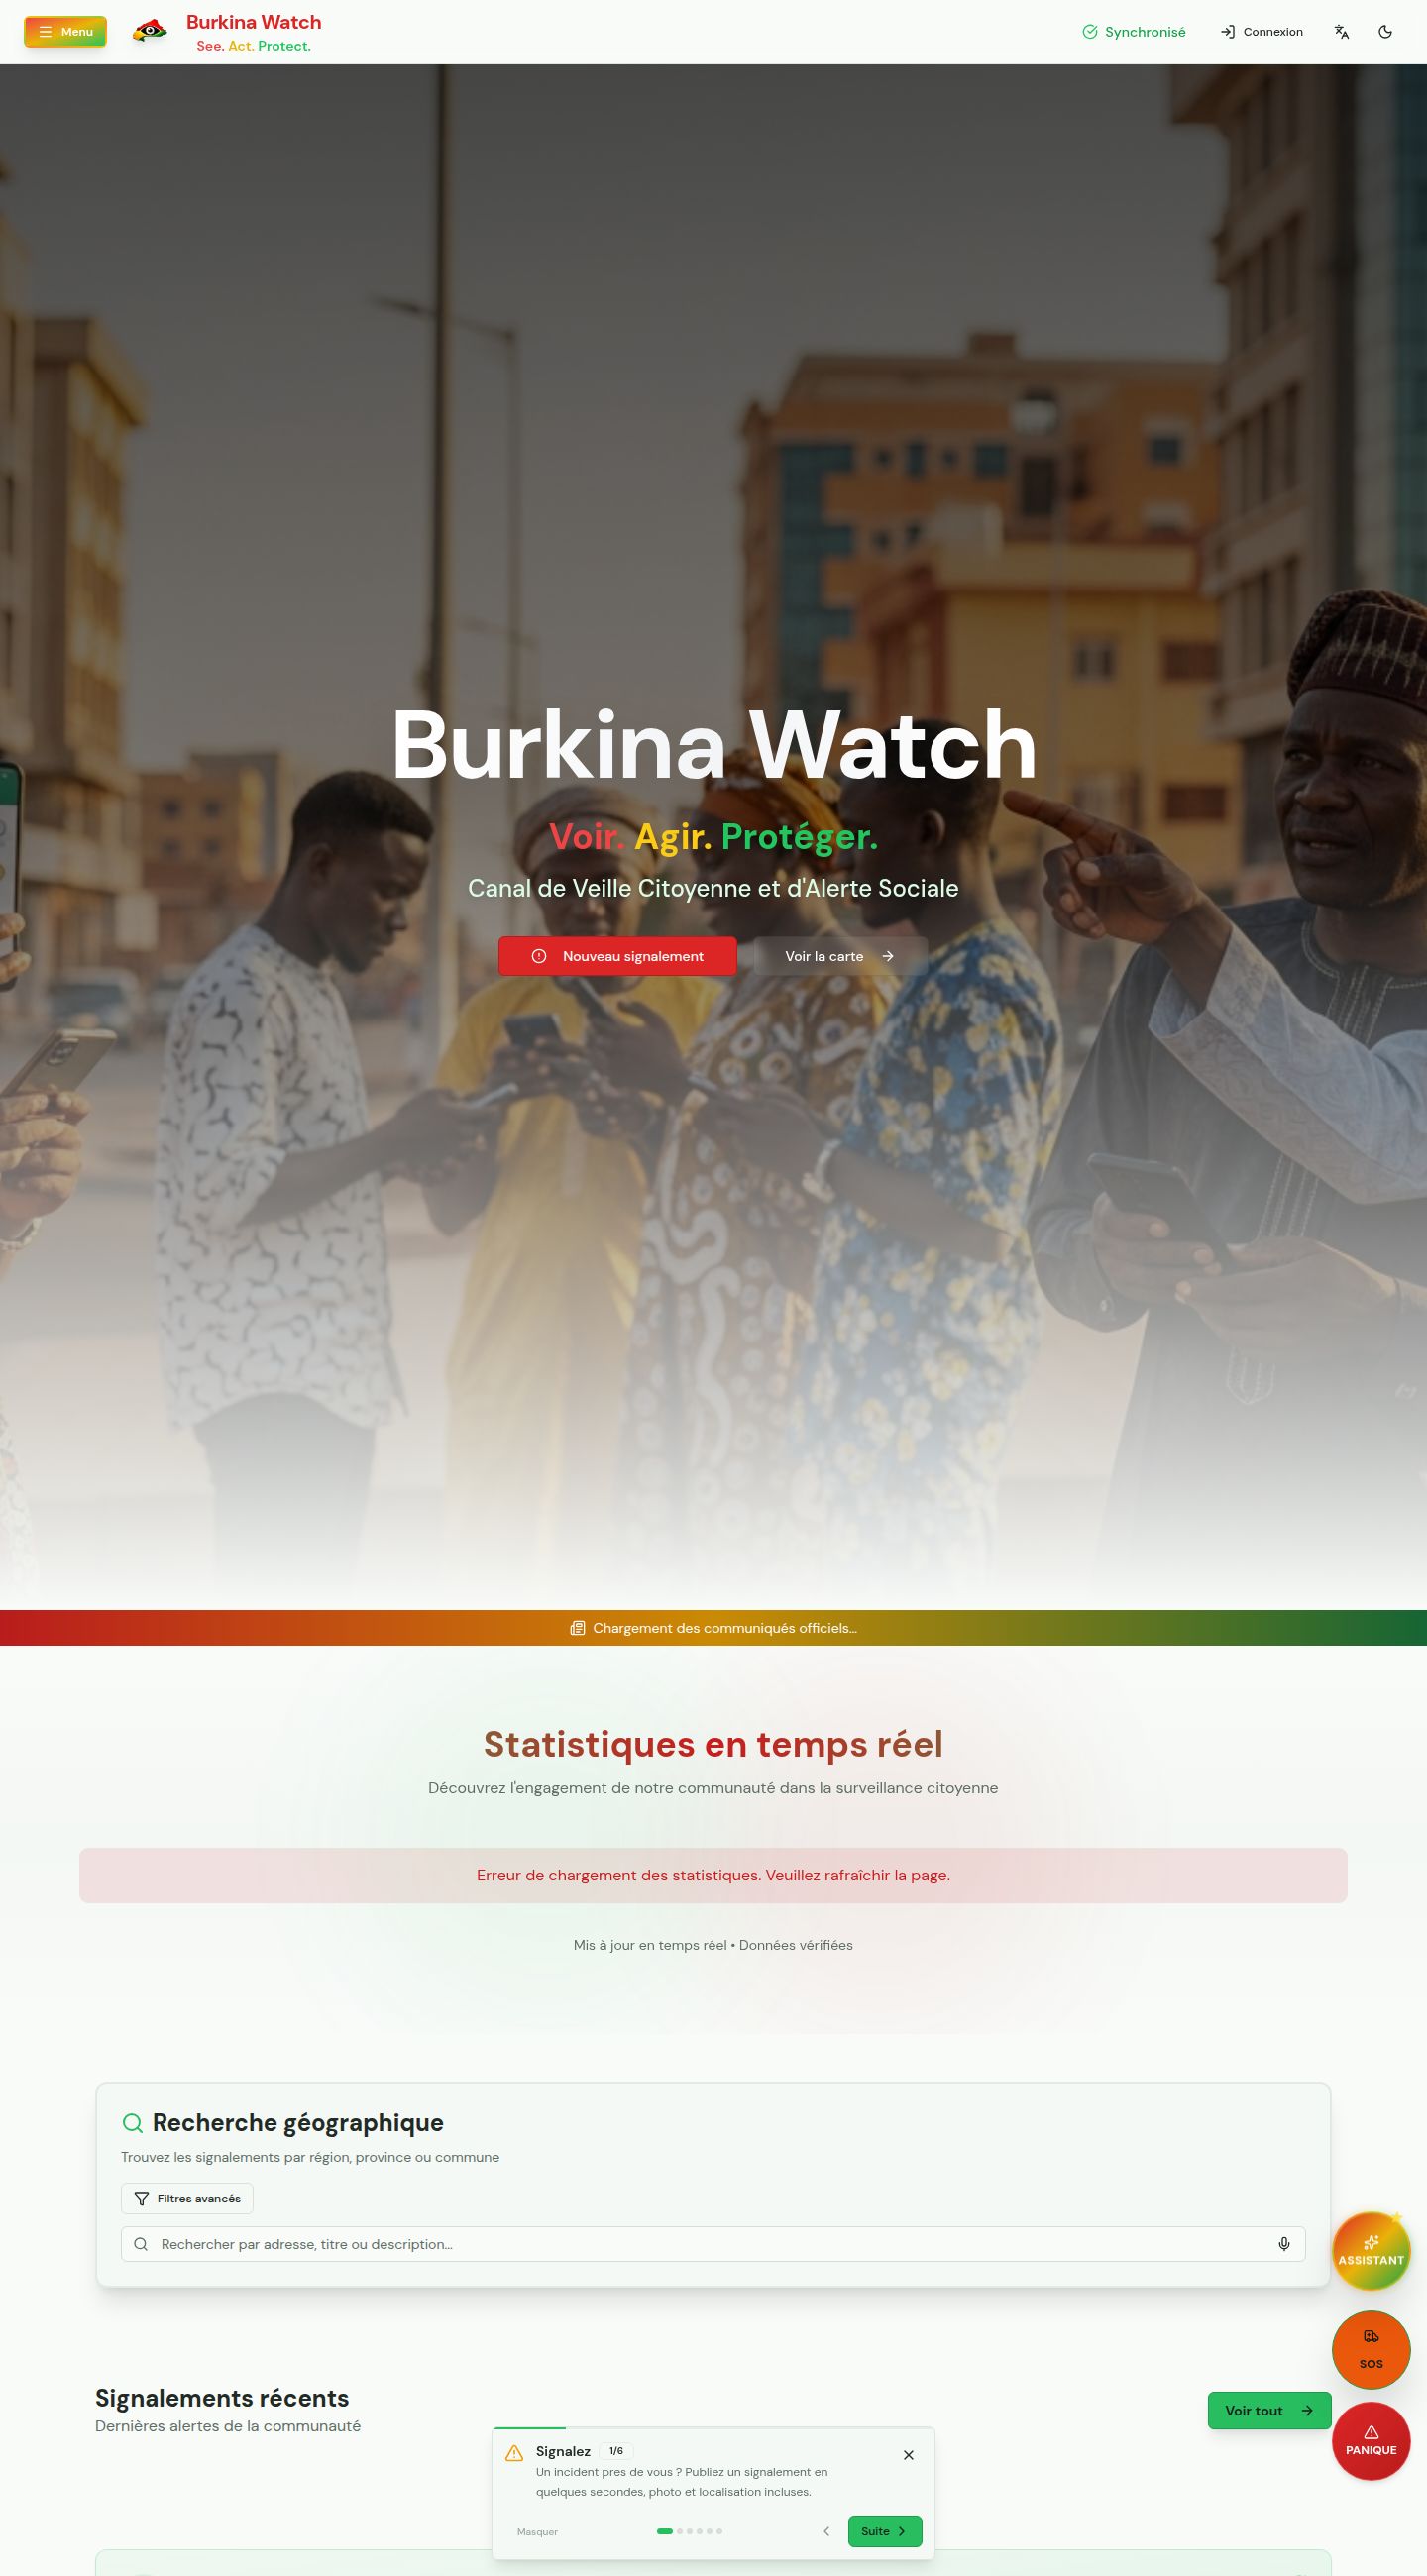 Menu
Burkina Watch
See. Act. Protect.
Synchronisé
Connexion
Burkina Watch
Voir. Agir. Protéger.
Canal de Veille Citoyenne et d'Alerte Sociale
Nouveau signalement
Voir la carte
Chargement des communiqués officiels...
Statistiques en temps réel
Découvrez l'engagement de notre communauté dans la surveillance citoyenne
Erreur de chargement des statistiques. Veuillez rafraîchir la page.
Mis à jour en temps réel • Données vérifiées
Recherche géographique
Trouvez les signalements par région, province ou commune
Filtres avancés
Rechercher par adresse, titre ou description...
ASSISTANT
SOS
Signalements récents
Dernières alertes de la communauté
Voir tout
PANIQUE
Signalez 1/6
Un incident pres de vous ? Publiez un signalement en
quelques secondes, photo et localisation incluses.
Masquer
Suite